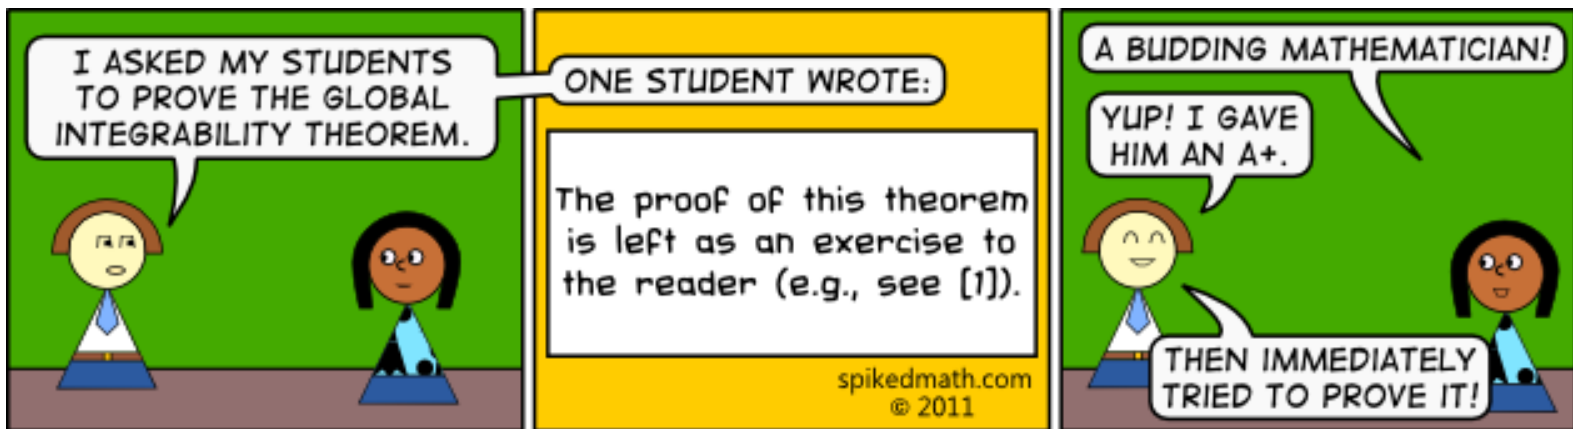 I ASKED MY STUDENTS
TO PROVE THE GLOBAL
INTEGRABILITY THEOREM.
ONE STUDENT WROTE:
The proof of this theorem
is left as an exercise to
the reader (e.g., see [1]).
spikedmath.com
© 2011
A BUDDING MATHEMATICIAN!
YUP! I GAVE
HIM AN A+.
THEN IMMEDIATELY
TRIED TO PROVE IT!